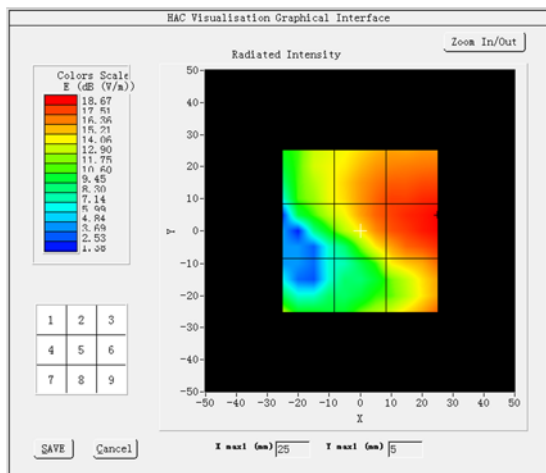 HAC Visualisation Graphical Interface
Zoom In/Out
Radiated Intensity
Colors Scale
E (dB (V/m))
18.67
17.51
16.36
15.21
14.06
12.90
11.75
10.60
9.45
8.30
7.14
5.99
4.84
3.69
2.53
1.38
50
40
30
20
10
0
-10
-20
-30
-40
-50
Y
-50 -40 -30 -20 -10 0 10 20 30 40 50
X
1 2 3
4 5 6
7 8 9
SAVE Cancel
X max1 (mm) 25 Y max1 (mm) 5